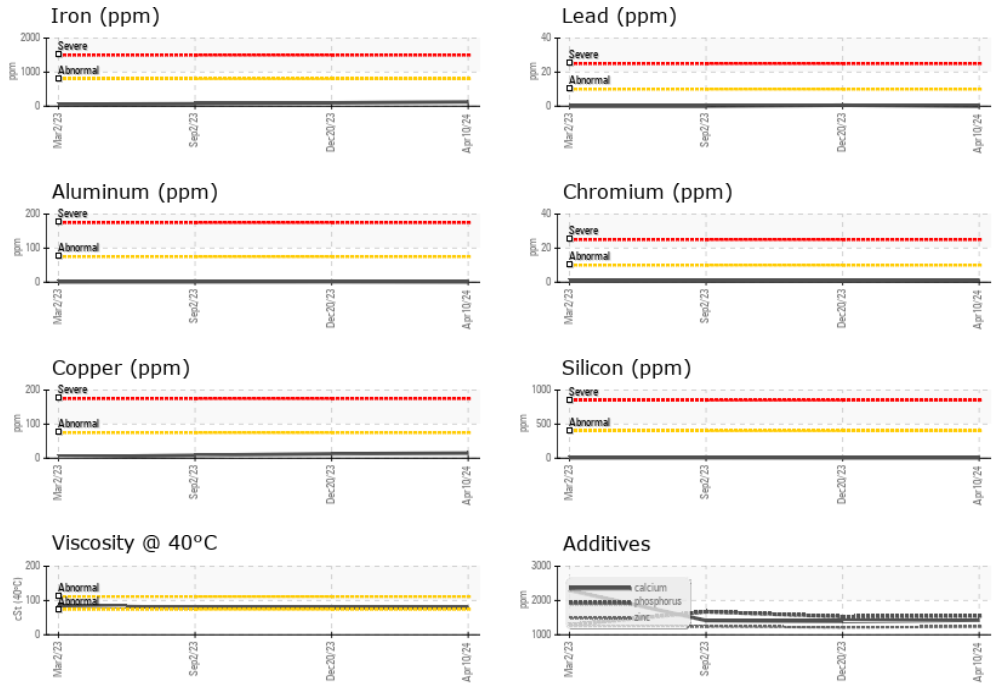 Iron (ppm)
2000
Severe
1000
Abnormal
0
ppm
Mar2/23
Sep2/23
Dec20/23
Apr10/24
Lead (ppm)
40
Severe
20
Abnormal
0
ppm
Mar2/23
Sep2/23
Dec20/23
Apr10/24
Aluminum (ppm)
200
Severe
100
Abnormal
0
ppm
Mar2/23
Sep2/23
Dec20/23
Apr10/24
Chromium (ppm)
40
Severe
20
Abnormal
0
ppm
Mar2/23
Sep2/23
Dec20/23
Apr10/24
Copper (ppm)
200
Severe
100
Abnormal
0
ppm
Mar2/23
Sep2/23
Dec20/23
Apr10/24
Silicon (ppm)
1000
Severe
500
Abnormal
0
ppm
Mar2/23
Sep2/23
Dec20/23
Apr10/24
Viscosity @ 40°C
200
Abnormal
100
Abnormal
0
cSt (40°C)
Mar2/23
Sep2/23
Dec20/23
Apr10/24
Additives
3000
calcium
2000
phosphorus
zinc
1000
ppm
Mar2/23
Sep2/23
Dec20/23
Apr10/24